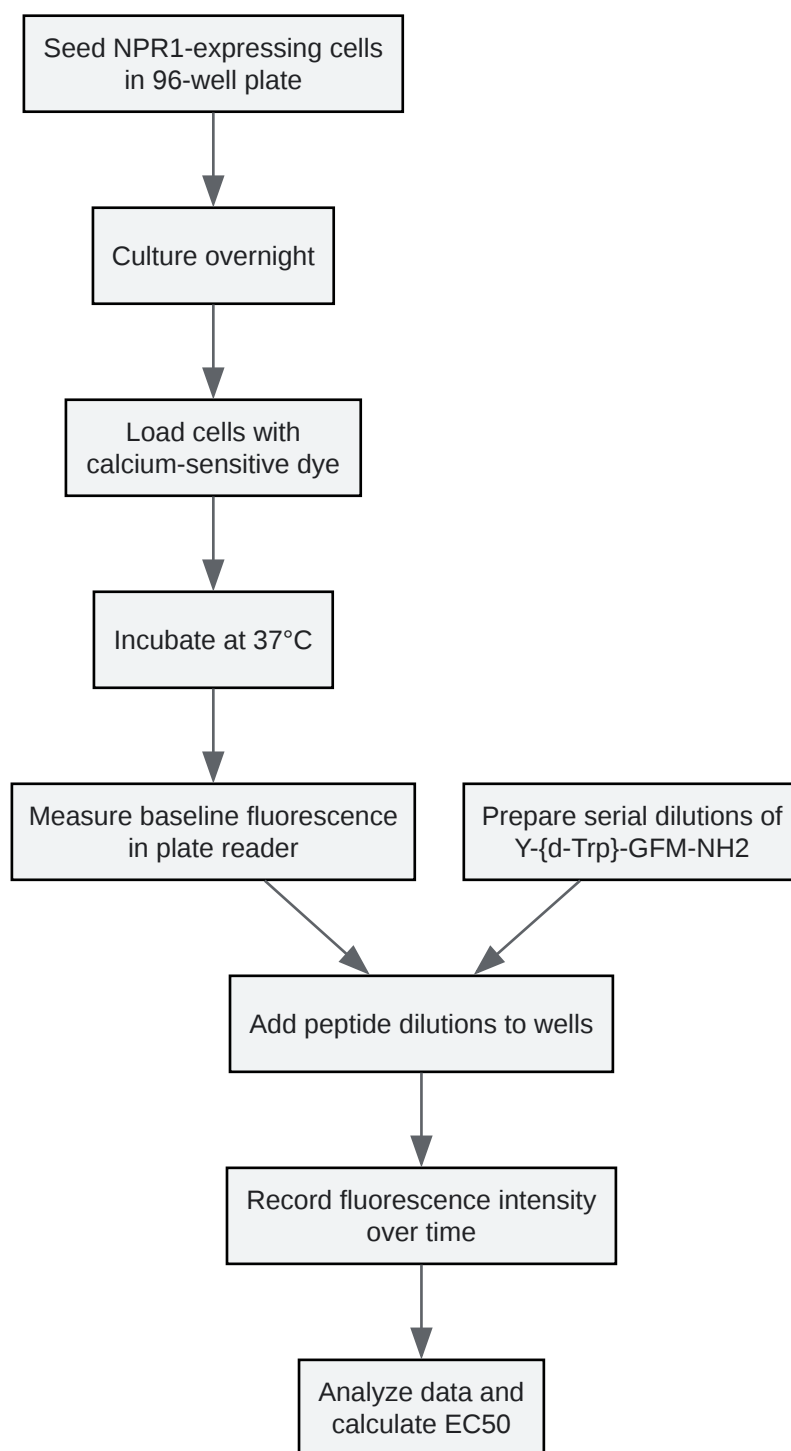 Seed NPR1-expressing cells
in 96-well plate
Culture overnight
Load cells with
calcium-sensitive dye
Incubate at 37°C
Measure baseline fluorescence
in plate reader
Prepare serial dilutions of
Y-{d-Trp}-GFM-NH2
Add peptide dilutions to wells
Record fluorescence intensity
over time
Analyze data and
calculate EC50